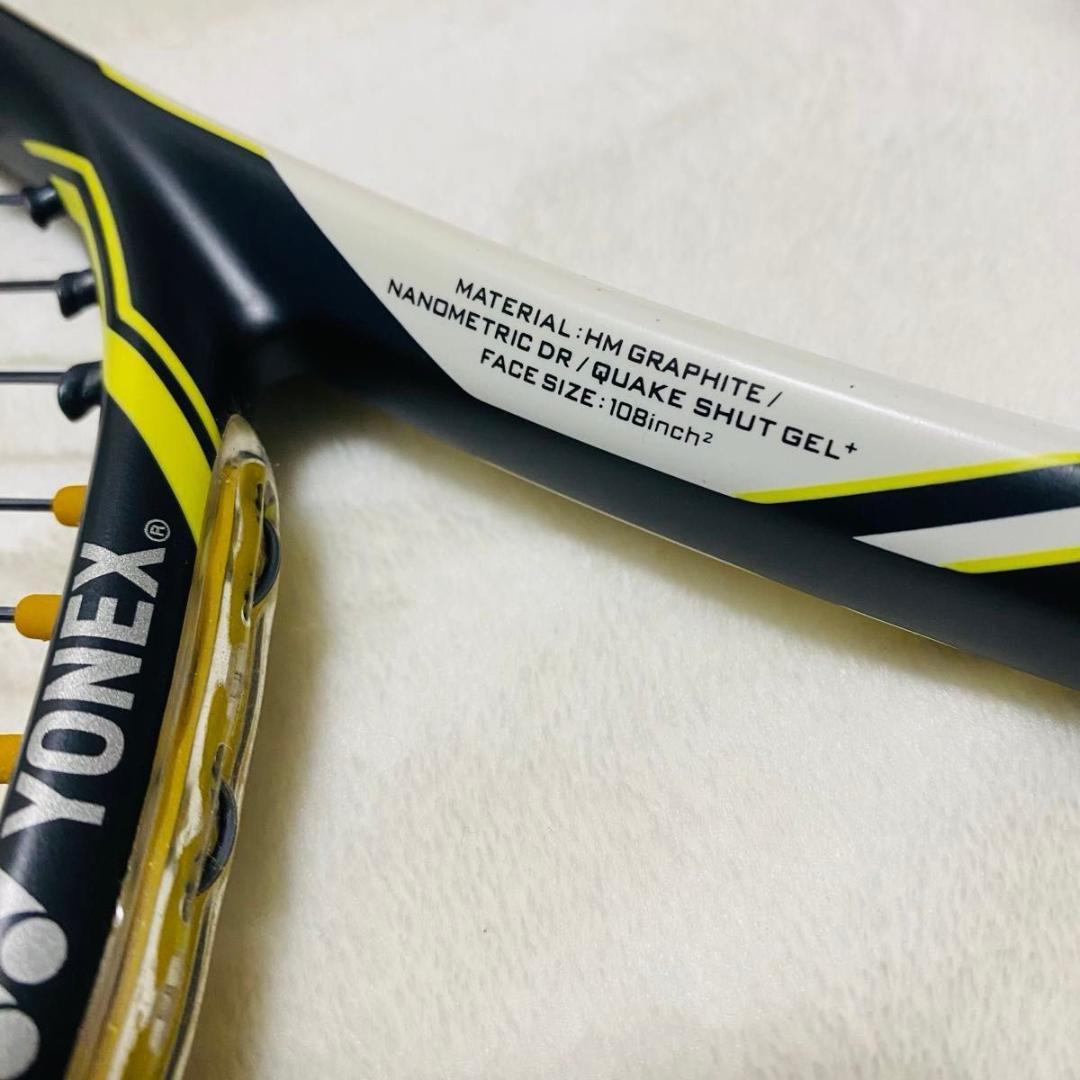 MATERIAL:HM GRAPHITE/
NANOMETRIC DR/QUAKE SHUT GEL+
FACE SIZE:108inch²
YONEX®